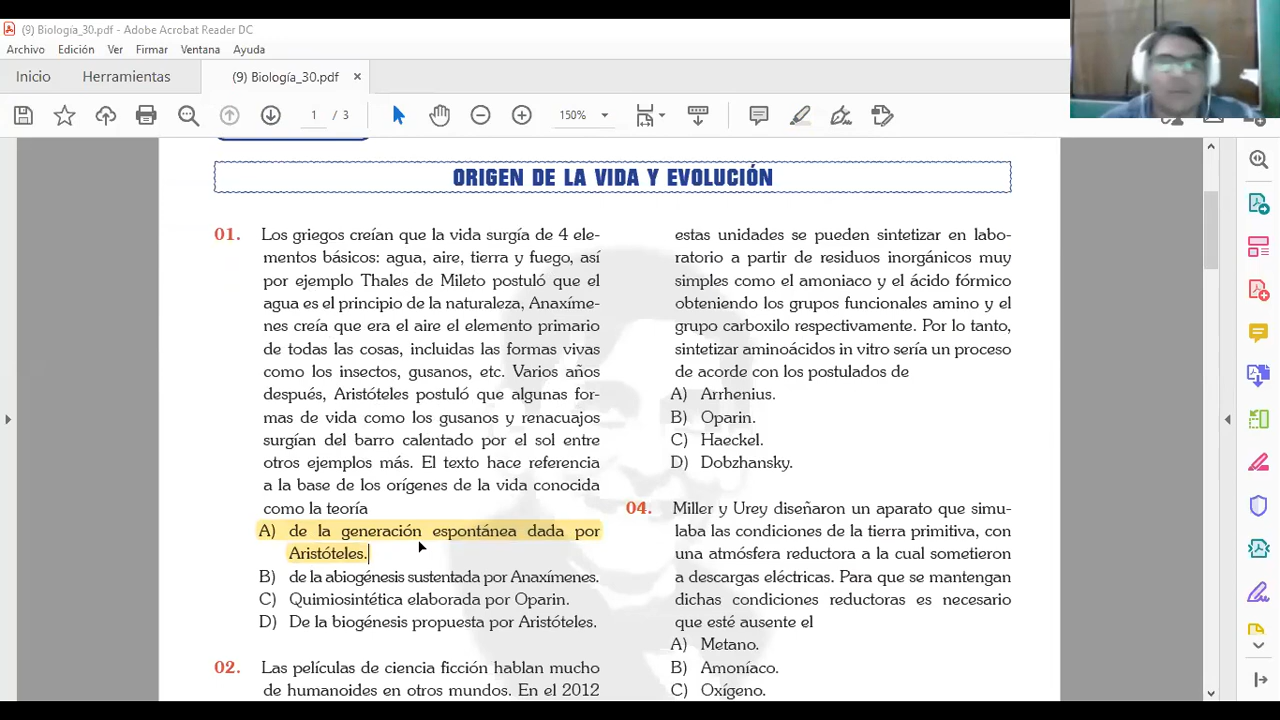 (9) Biología_30.pdf - Adobe Acrobat Reader DC
Archivo Edición Ver Firmar Ventana Ayuda
Inicio Herramientas (9) Biología_30.pdf ×
1 / 3 150%
ORIGEN DE LA VIDA Y EVOLUCIÓN
01. Los griegos creían que la vida surgía de 4 ele-
mentos básicos: agua, aire, tierra y fuego, así
por ejemplo Thales de Mileto postuló que el
agua es el principio de la naturaleza, Anaxime-
nes creía que era el aire el elemento primario
de todas las cosas, incluidas las formas vivas
como los insectos, gusanos, etc. Varios años
después, Aristóteles postuló que algunas for-
mas de vida como los gusanos y renacuajos
surgían del barro calentado por el sol entre
otros ejemplos más. El texto hace referencia
a la base de los orígenes de la vida conocida
como la teoría
A) de la generación espontánea dada por
Aristóteles.
B) de la abiogénesis sustentada por Anaxímenes.
C) Quimiosintética elaborada por Oparin.
D) De la biogénesis propuesta por Aristóteles.
02. Las películas de ciencia ficción hablan mucho
de humanoides en otros mundos. En el 2012
estas unidades se pueden sintetizar en labo-
ratorio a partir de residuos inorgánicos muy
simples como el amoniaco y el ácido fórmico
obteniendo los grupos funcionales amino y el
grupo carboxilo respectivamente. Por lo tanto,
sintetizar aminoácidos in vitro sería un proceso
de acorde con los postulados de
A) Arrhenius.
B) Oparin.
C) Haeckel.
D) Dobzhansky.
04. Miller y Urey diseñaron un aparato que simu-
laba las condiciones de la tierra primitiva, con
una atmósfera reductora a la cual sometieron
a descargas eléctricas. Para que se mantengan
dichas condiciones reductoras es necesario
que esté ausente el
A) Metano.
B) Amoníaco.
C) Oxígeno.